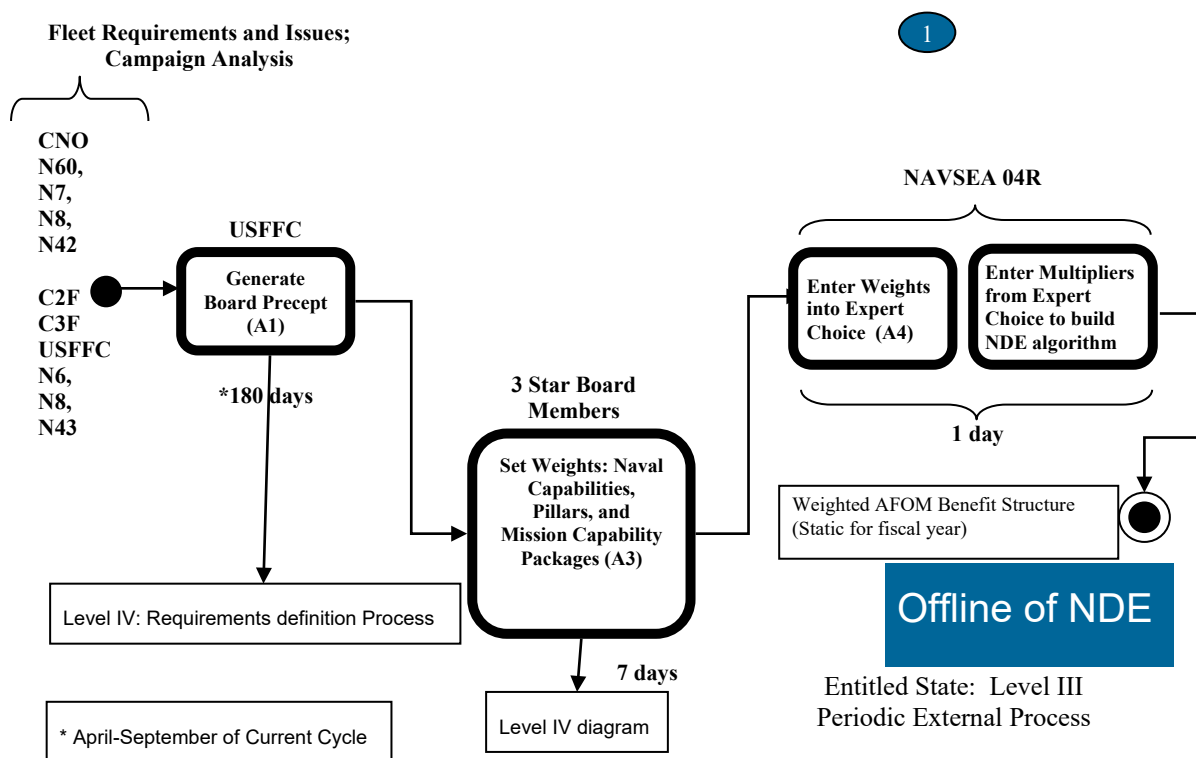 Fleet Requirements and Issues;
Campaign Analysis
1
CNO
N60,
N7,
N8,
N42
C2F
C3F
USFFC
N6,
N8,
N43
USFFC
Generate
Board Precept
(A1)
*180 days
NAVSEA 04R
Enter Weights
into Expert
Choice (A4)
Enter Multipliers
from Expert
Choice to build
NDE algorithm
1 day
3 Star Board
Members
Set Weights: Naval
Capabilities,
Pillars, and
Mission Capability
Packages (A3)
Weighted AFOM Benefit Structure
(Static for fiscal year)
Offline of NDE
Level IV: Requirements definition Process
7 days
Level IV diagram
Entitled State: Level III
Periodic External Process
* April-September of Current Cycle